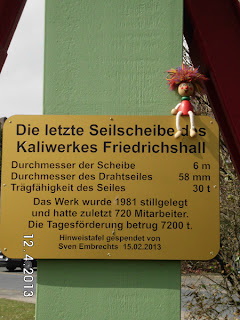 Die letzte Seilscheibe des
Kaliwerkes Friedrichshall
Durchmesser der Scheibe 6 m
Durchmesser des Drahtseiles 58 mm
Tragfähigkeit des Seiles 30 t
Das Werk wurde 1981 stillgelegt
und hatte zuletzt 720 Mitarbeiter.
Die Tagesförderung betrug 7200 t.
Hinweistafel gespendet von
Sven Embrechts 15.02.2013
12.4.2013